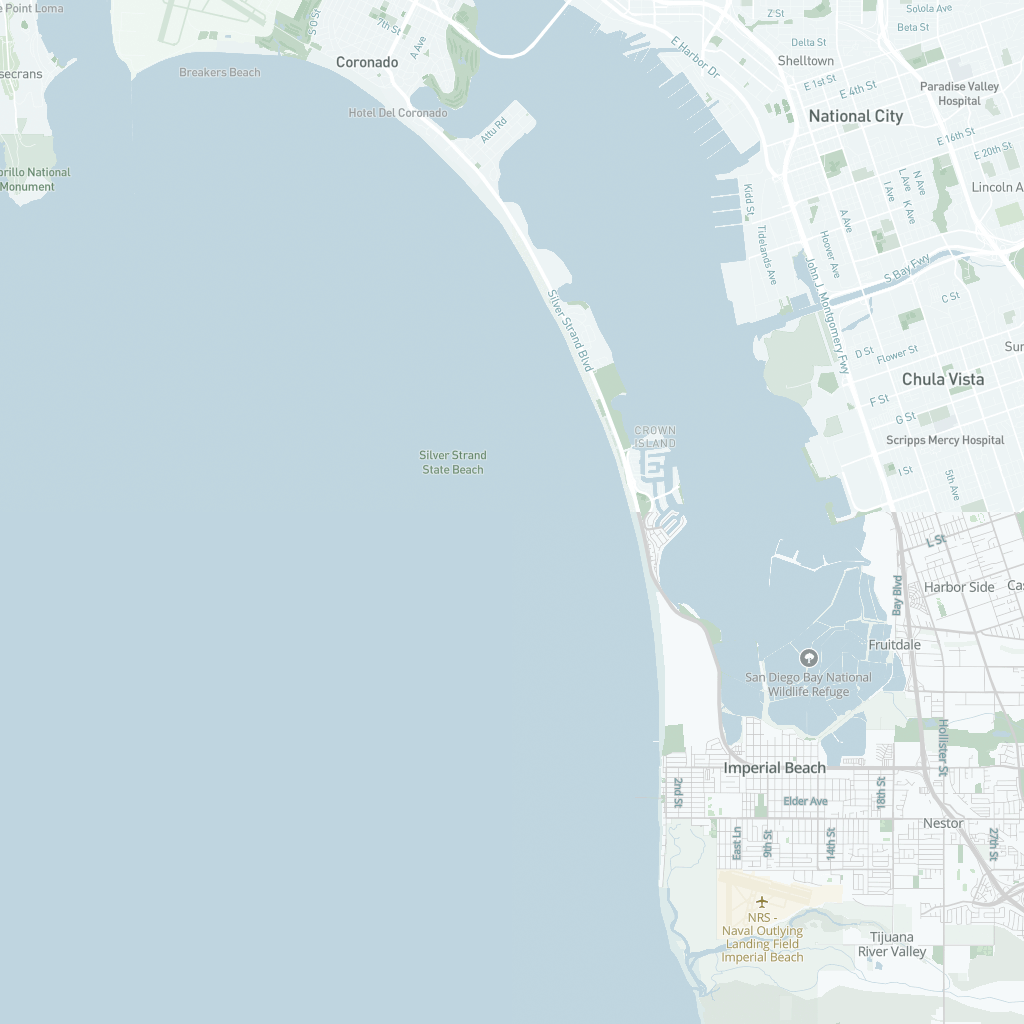 e Point Loma
secrans
orillo National
Monument
S O St
7th St
A Ave
Coronado
Breakers Beach
Hotel Del Coronado
Attu Rd
E Harbor Dr
Z St
Solola Ave
Beta St
Delta St
Shelltown
E 1st St
E 4th St
Paradise Valley
Hospital
National City
E 16th St
E 20th St
Lincoln A
N Ave
L Ave
I Ave
K Ave
A Ave
Kidd St
Tidelands Ave
Hoover Ave
John J. Montgomery Fwy
S Bay Fwy
C St
Silver Strand Blvd
D St
Flower St
Sun
Chula Vista
F St
G St
CROWN
ISLAND
Scripps Mercy Hospital
Silver Strand
State Beach
I St
5th Ave
L St
Bay Blvd
Harbor Side
Cas
Fruitdale
San Diego Bay National
Wildlife Refuge
Hollister St
Imperial Beach
2nd St
Elder Ave
18th St
East Ln
9th St
14th St
Nestor
27th St
NRS -
Naval Outlying
Landing Field
Imperial Beach
Tijuana
River Valley